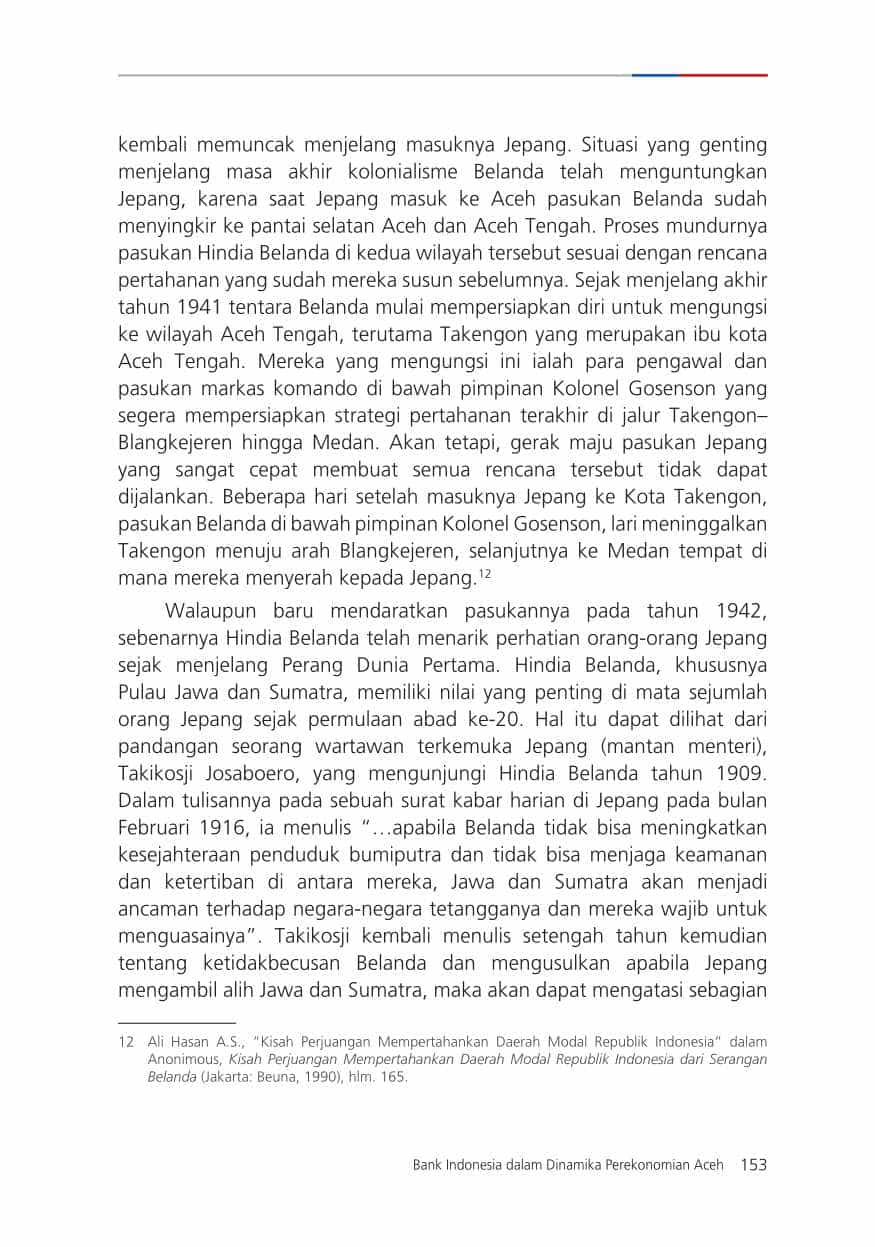 kembali memuncak menjelang masuknya Jepang. Situasi yang genting
menjelang masa akhir kolonialisme Belanda telah menguntungkan
Jepang, karena saat Jepang masuk ke Aceh pasukan Belanda sudah
menyingkir ke pantai selatan Aceh dan Aceh Tengah. Proses mundurnya
pasukan Hindia Belanda di kedua wilayah tersebut sesuai dengan rencana
pertahanan yang sudah mereka susun sebelumnya. Sejak menjelang akhir
tahun 1941 tentara Belanda mulai mempersiapkan diri untuk mengungsi
ke wilayah Aceh Tengah, terutama Takengon yang merupakan ibu kota
Aceh Tengah. Mereka yang mengungsi ini ialah para pengawal dan
pasukan markas komando di bawah pimpinan Kolonel Gosenson yang
segera mempersiapkan strategi pertahanan terakhir di jalur Takengon–
Blangkejeren hingga Medan. Akan tetapi, gerak maju pasukan Jepang
yang sangat cepat membuat semua rencana tersebut tidak dapat
dijalankan. Beberapa hari setelah masuknya Jepang ke Kota Takengon,
pasukan Belanda di bawah pimpinan Kolonel Gosenson, lari meninggalkan
Takengon menuju arah Blangkejeren, selanjutnya ke Medan tempat di
mana mereka menyerah kepada Jepang.12
Walaupun baru mendaratkan pasukannya pada tahun 1942,
sebenarnya Hindia Belanda telah menarik perhatian orang-orang Jepang
sejak menjelang Perang Dunia Pertama. Hindia Belanda, khususnya
Pulau Jawa dan Sumatra, memiliki nilai yang penting di mata sejumlah
orang Jepang sejak permulaan abad ke-20. Hal itu dapat dilihat dari
pandangan seorang wartawan terkemuka Jepang (mantan menteri),
Takikosji Josaboero, yang mengunjungi Hindia Belanda tahun 1909.
Dalam tulisannya pada sebuah surat kabar harian di Jepang pada bulan
Februari 1916, ia menulis “…apabila Belanda tidak bisa meningkatkan
kesejahteraan penduduk bumiputra dan tidak bisa menjaga keamanan
dan ketertiban di antara mereka, Jawa dan Sumatra akan menjadi
ancaman terhadap negara-negara tetangganya dan mereka wajib untuk
menguasainya”. Takikosji kembali menulis setengah tahun kemudian
tentang ketidakbecusan Belanda dan mengusulkan apabila Jepang
mengambil alih Jawa dan Sumatra, maka akan dapat mengatasi sebagian
12 Ali Hasan A.S., “Kisah Perjuangan Mempertahankan Daerah Modal Republik Indonesia” dalam
Anonimous, Kisah Perjuangan Mempertahankan Daerah Modal Republik Indonesia dari Serangan
Belanda (Jakarta: Beuna, 1990), hlm. 165.
Bank Indonesia dalam Dinamika Perekonomian Aceh 153